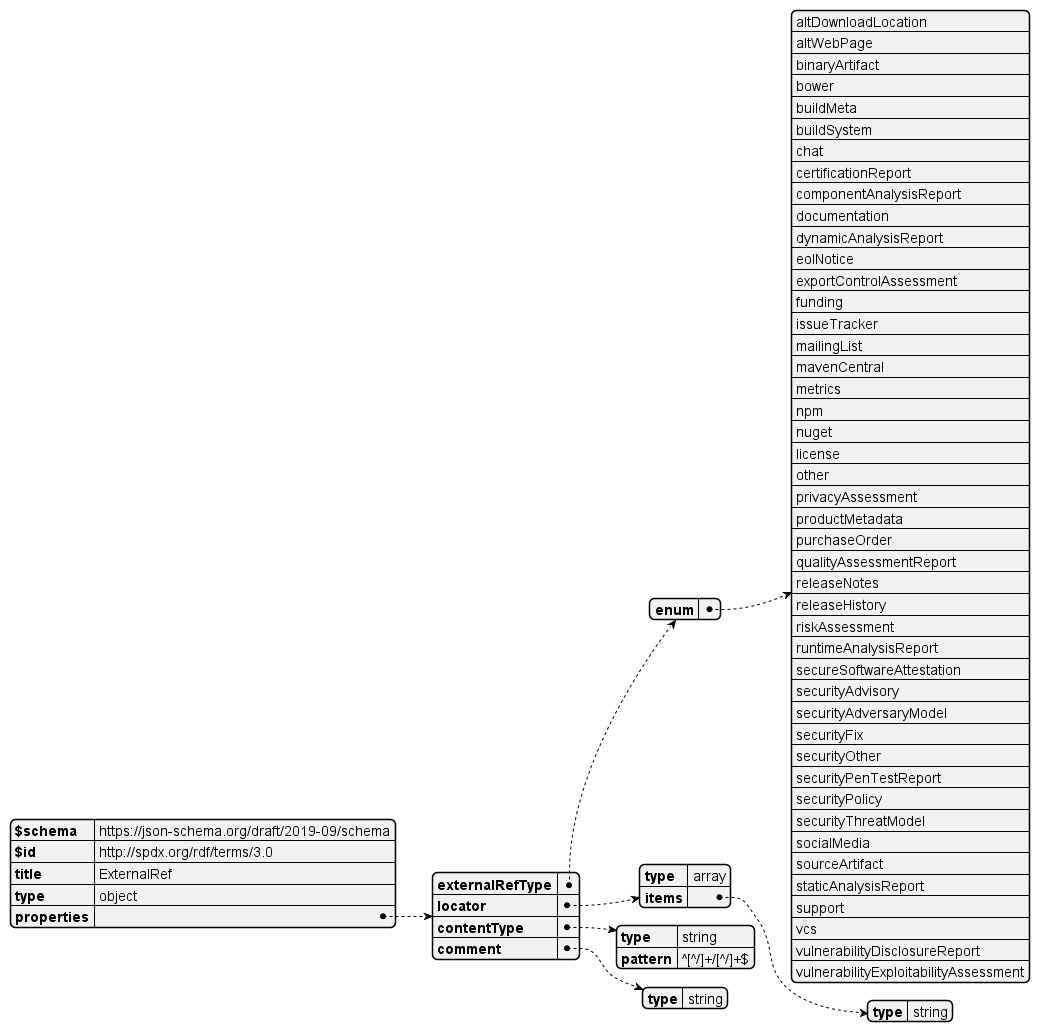 altDownloadLocation
altWebPage
binaryArtifact
bower
buildMeta
buildSystem
chat
certificationReport
componentAnalysisReport
documentation
dynamicAnalysisReport
eolNotice
exportControlAssessment
funding
issueTracker
mailingList
mavenCentral
metrics
npm
nuget
license
other
privacyAssessment
productMetadata
purchaseOrder
qualityAssessmentReport
releaseNotes
releaseHistory
riskAssessment
runtimeAnalysisReport
secureSoftwareAttestation
securityAdvisory
securityAdversaryModel
securityFix
securityOther
securityPenTestReport
securityPolicy
securityThreatModel
socialMedia
sourceArtifact
staticAnalysisReport
support
vcs
vulnerabilityDisclosureReport
vulnerabilityExploitabilityAssessment
enum
$schema https://json-schema.org/draft/2019-09/schema
$id http://spdx.org/rdf/terms/3.0
title ExternalRef
type object
properties
externalRefType
locator
contentType
comment
type array
items
type string
pattern ^[^/]+/[^/]+$
type string
type string